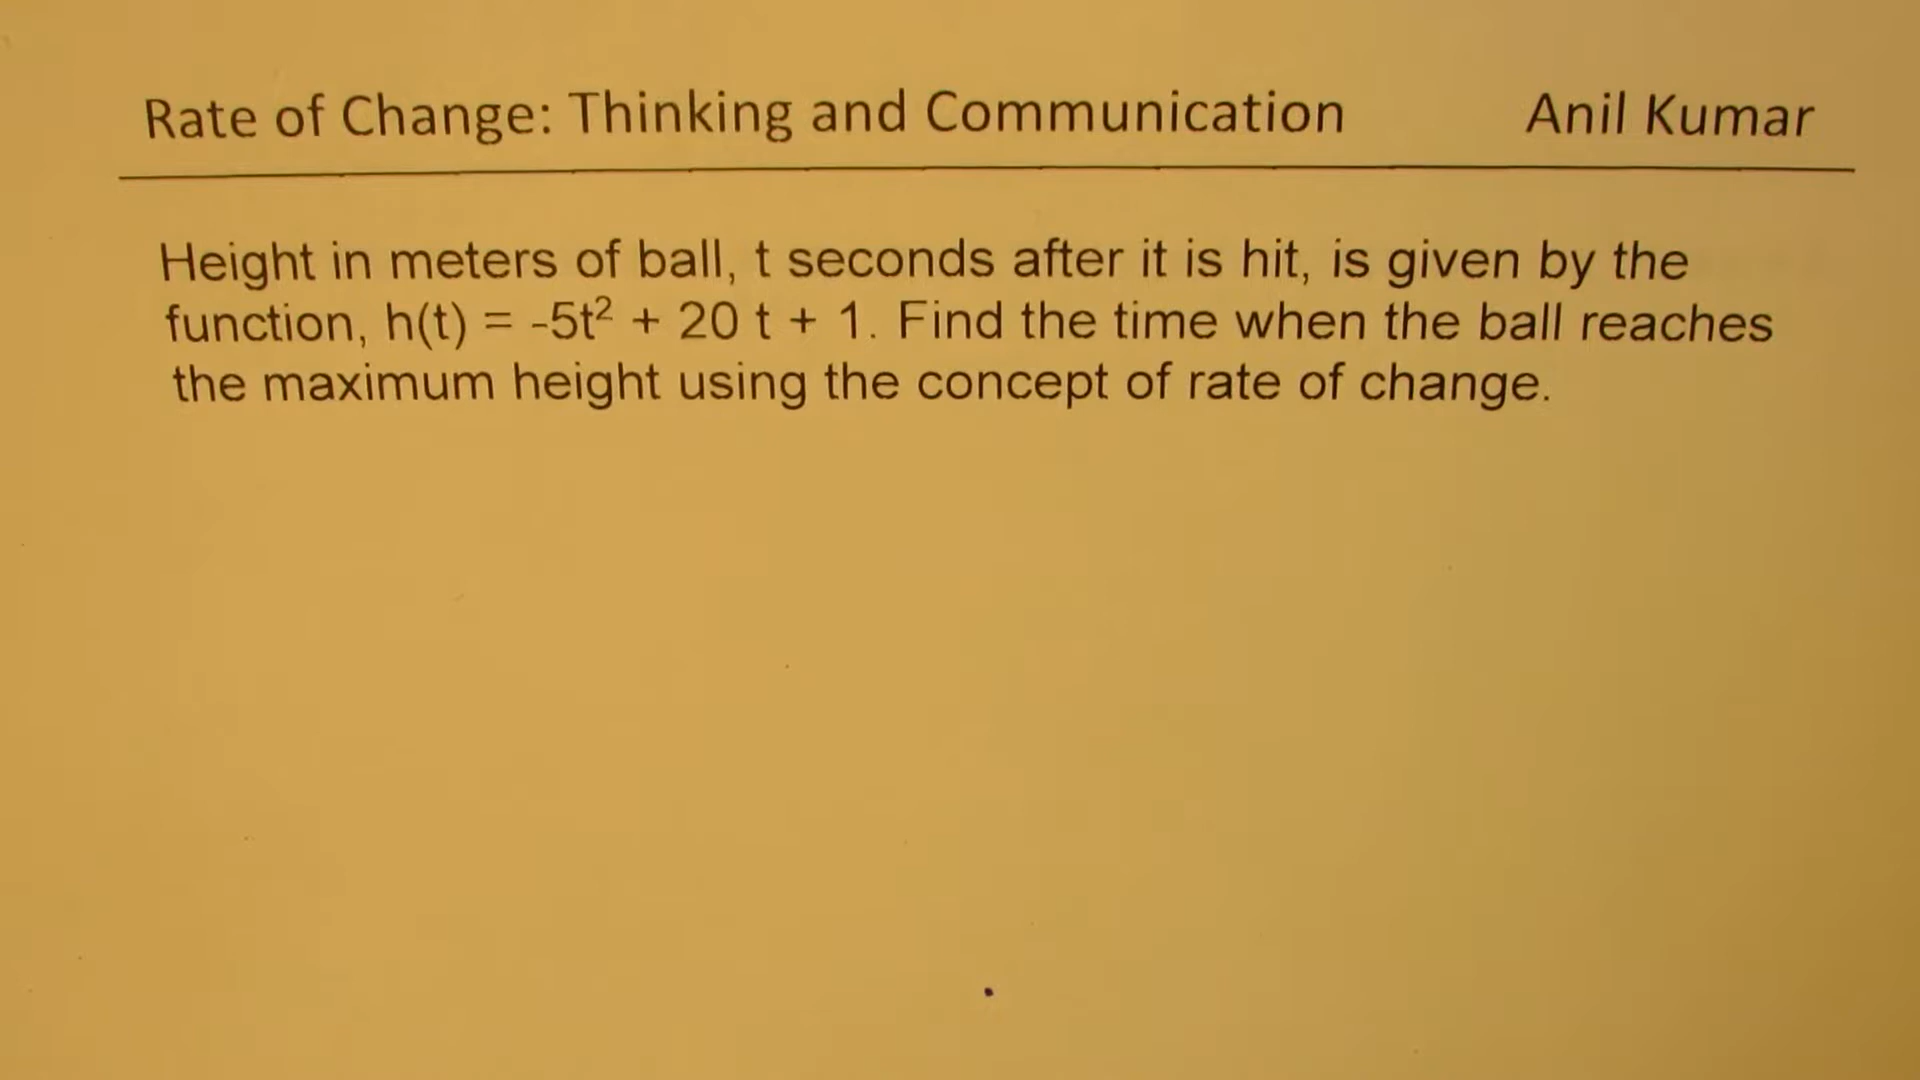 Rate of Change: Thinking and Communication Anil Kumar
Height in meters of ball, t seconds after it is hit, is given by the
function, h(t) = -5t² + 20 t + 1. Find the time when the ball reaches
the maximum height using the concept of rate of change.